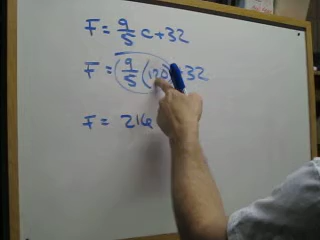 F = 9/5 C + 32
F = 9/5 (120) + 32
F = 216